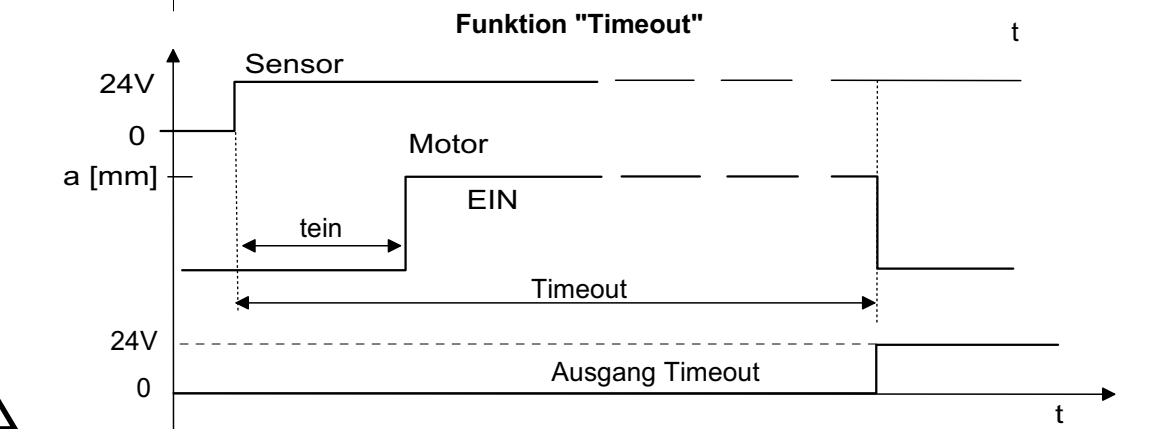 Funktion "Timeout"
t
Sensor
24V
0
Motor
a [mm]
EIN
tein
Timeout
24V
Ausgang Timeout
0
t